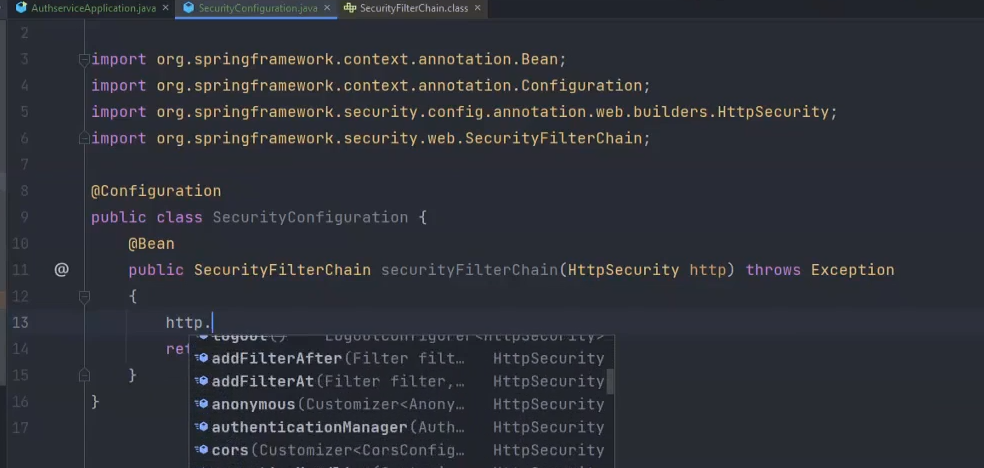 AuthserviceApplication.java × SecurityConfiguration.java × SecurityFilterChain.class ×
2
3 import org.springframework.context.annotation.Bean;
4 import org.springframework.context.annotation.Configuration;
5 import org.springframework.security.config.annotation.web.builders.HttpSecurity;
6 import org.springframework.security.web.SecurityFilterChain;
7
8 @Configuration
9 public class SecurityConfiguration {
10 @Bean
11 @ public SecurityFilterChain securityFilterChain(HttpSecurity http) throws Exception
12 {
13 http.
logout() LogoutConfigurer<HttpSecurity>
14 ret
addFilterAfter(Filter filt… HttpSecurity
addFilterAt(Filter filter,… HttpSecurity
15 }
16 }
anonymous(Customizer<Anony… HttpSecurity
17
authenticationManager(Auth… HttpSecurity
cors(Customizer<CorsConfig… HttpSecurity